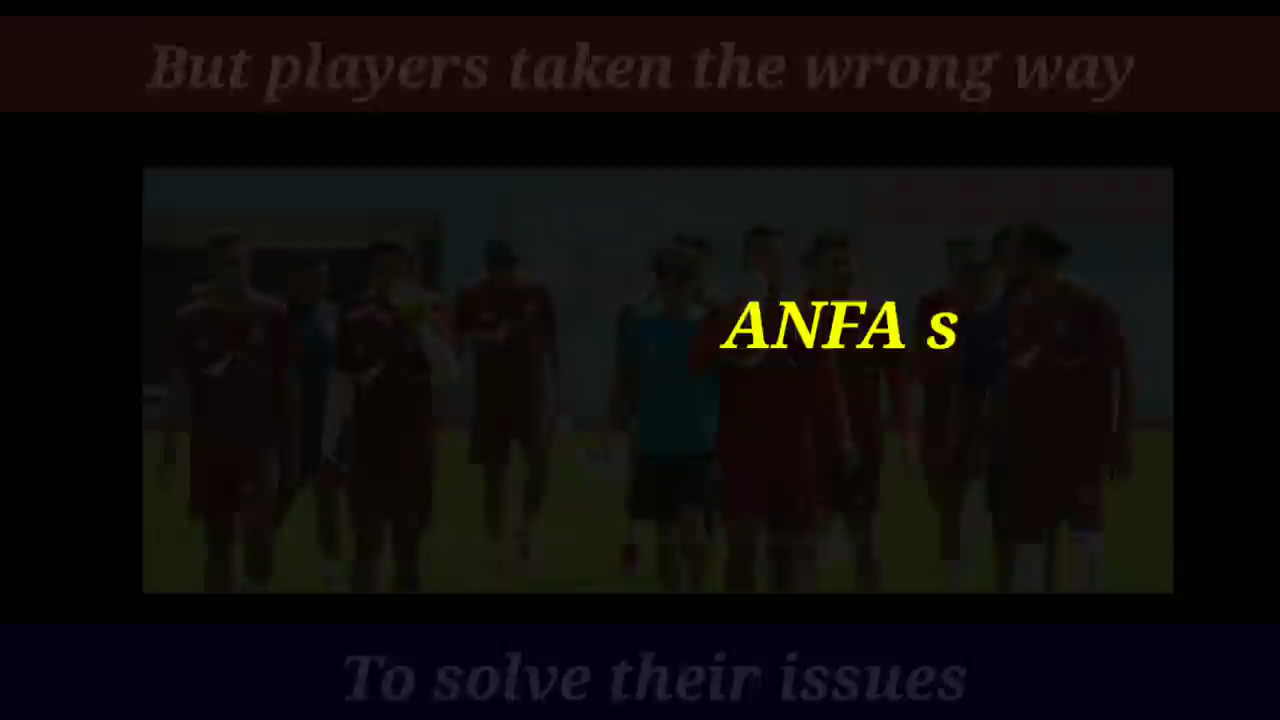 But players taken the wrong way
ANFA s
To solve their issues